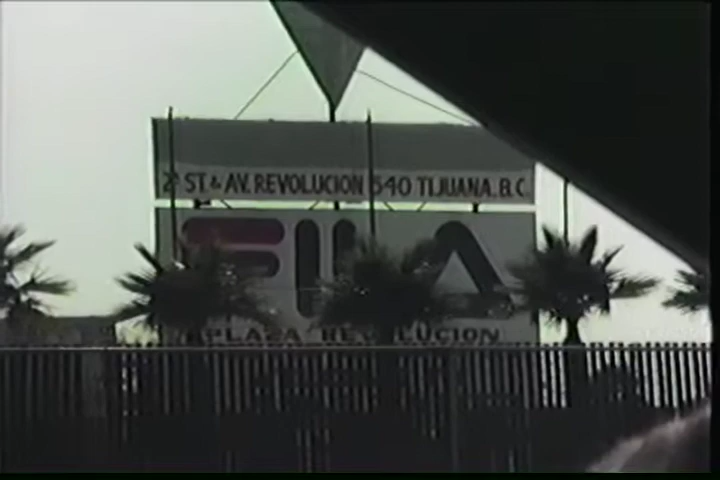 2ª ST. & AV. REVOLUCION 540 TIJUANA. B.C.
FILA
PLAZA REVOLUCION